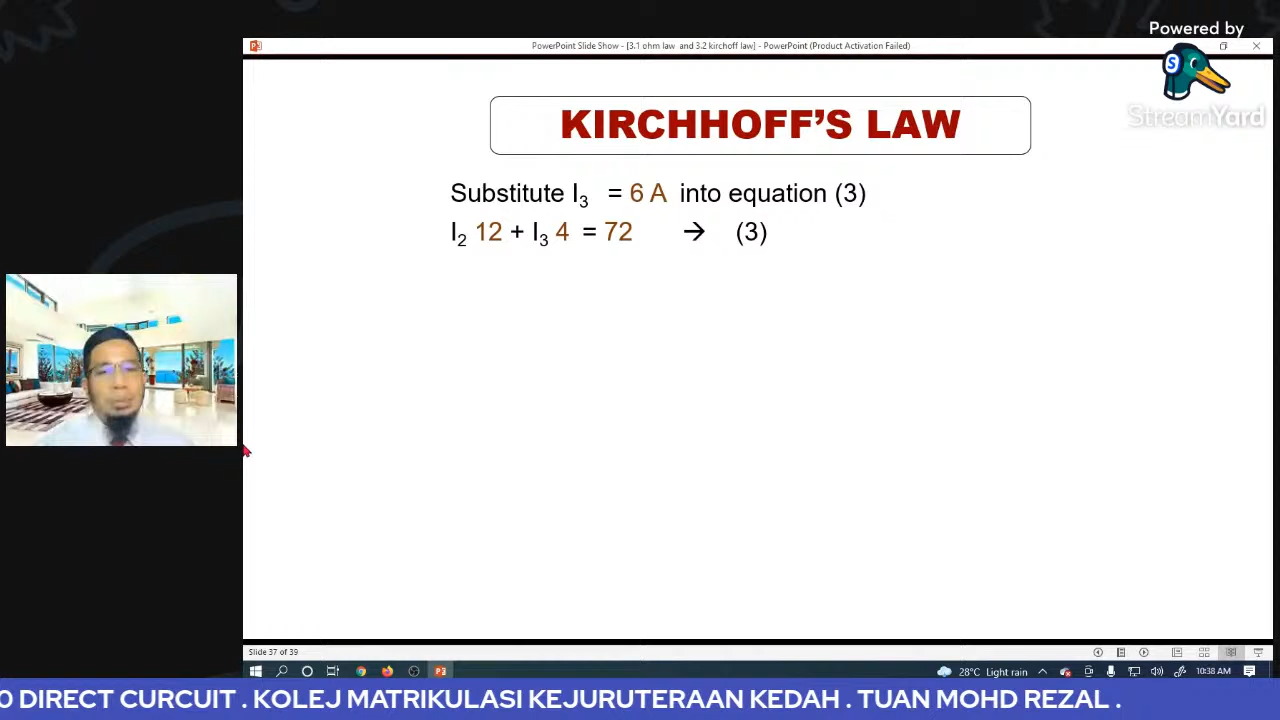 Powered by
StreamYard
PowerPoint Slide Show - [3.1 ohm law and 3.2 kirchoff law] - PowerPoint (Product Activation Failed)
KIRCHHOFF’S LAW
Substitute I3 = 6 A into equation (3)
I2 12 + I3 4 = 72 → (3)
Slide 37 of 39
28°C Light rain
10:38 AM
0 DIRECT CURCUIT . KOLEJ MATRIKULASI KEJURUTERAAN KEDAH . TUAN MOHD REZAL .